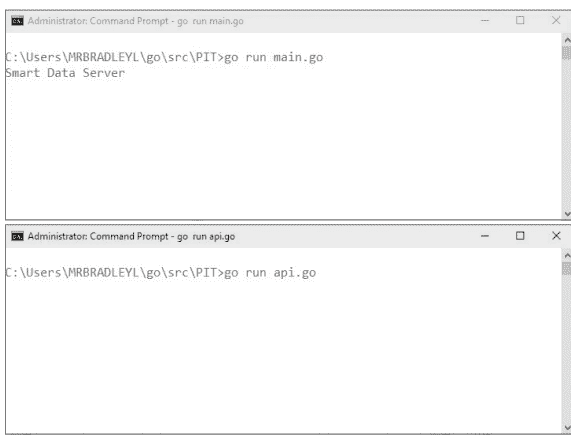 Administrator: Command Prompt - go run main.go
C:\Users\MRBRADLEYL\go\src\PIT>go run main.go
Smart Data Server
Administrator: Command Prompt - go run api.go
C:\Users\MRBRADLEYL\go\src\PIT>go run api.go